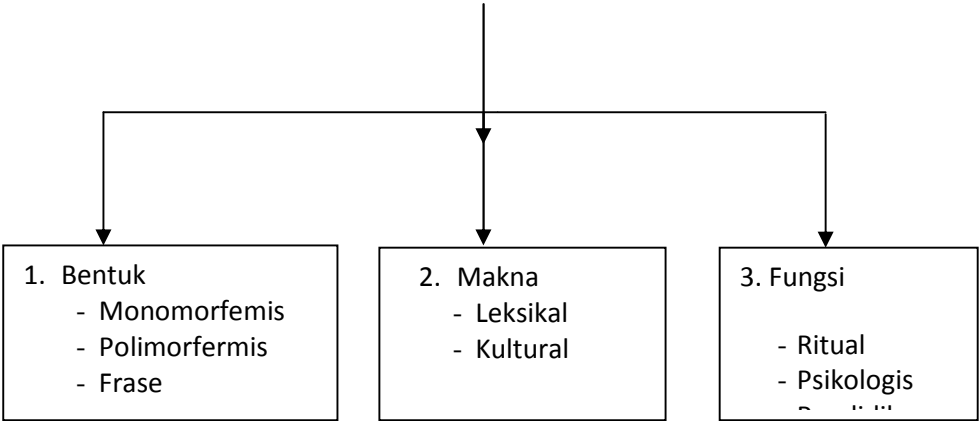 1. Bentuk
- Monomorfemis
- Polimorfermis
- Frase
2. Makna
- Leksikal
- Kultural
3. Fungsi
- Ritual
- Psikologis